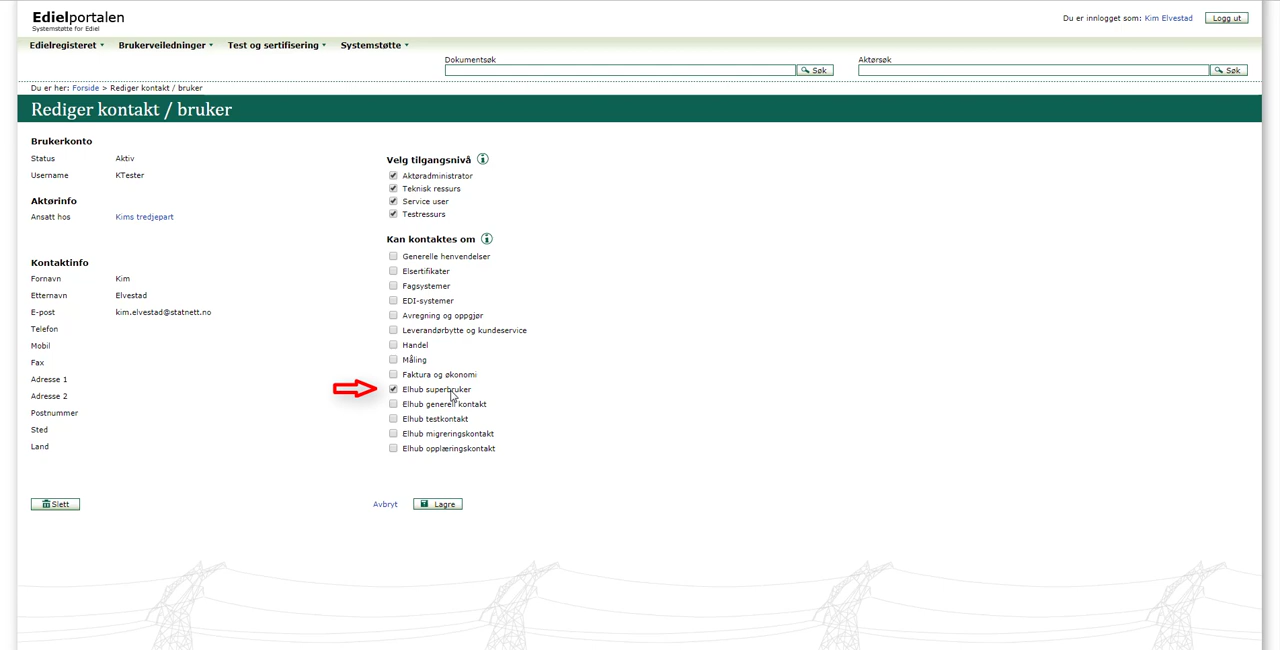 Edielportalen
Systemstøtte for Ediel
Du er innlogget som: Kim Elvestad
Logg ut
Edielregisteret
Brukerveiledninger
Test og sertifisering
Systemstøtte
Dokumentsøk
Søk
Aktørsøk
Søk
Du er her: Forside > Rediger kontakt / bruker
Rediger kontakt / bruker
Brukerkonto
Status Aktiv
Username KTester
Aktørinfo
Ansatt hos Kims tredjepart
Kontaktinfo
Fornavn Kim
Etternavn Elvestad
E-post kim.elvestad@statnett.no
Telefon
Mobil
Fax
Adresse 1
Adresse 2
Postnummer
Sted
Land
Velg tilgangsnivå
Aktøradministrator
Teknisk ressurs
Service user
Testressurs
Kan kontaktes om
Generelle henvendelser
Elsertifikater
Fagsystemer
EDI-systemer
Avregning og oppgjør
Leverandørbytte og kundeservice
Handel
Måling
Faktura og økonomi
Elhub superbruker
Elhub generell kontakt
Elhub testkontakt
Elhub migreringskontakt
Elhub opplæringskontakt
Slett
Avbryt
Lagre